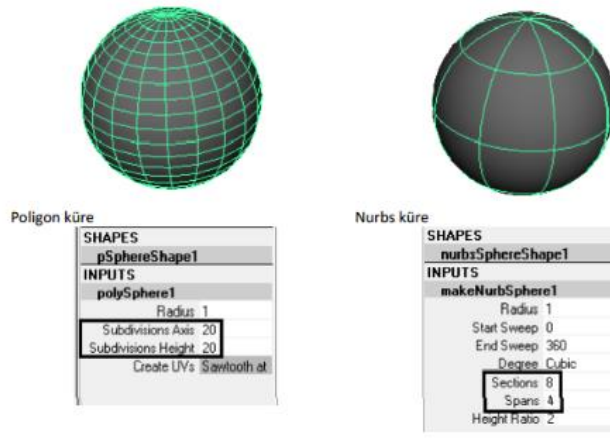 Poligon küre
SHAPES
pSphereShape1
INPUTS
polySphere1
Radius 1
Subdivisions Axis 20
Subdivisions Height 20
Create UVs Sawtooth at
Nurbs küre
SHAPES
nurbsSphereShape1
INPUTS
makeNurbSphere1
Radius 1
Start Sweep 0
End Sweep 360
Degree Cubic
Sections 8
Spans 4
Height Ratio 2